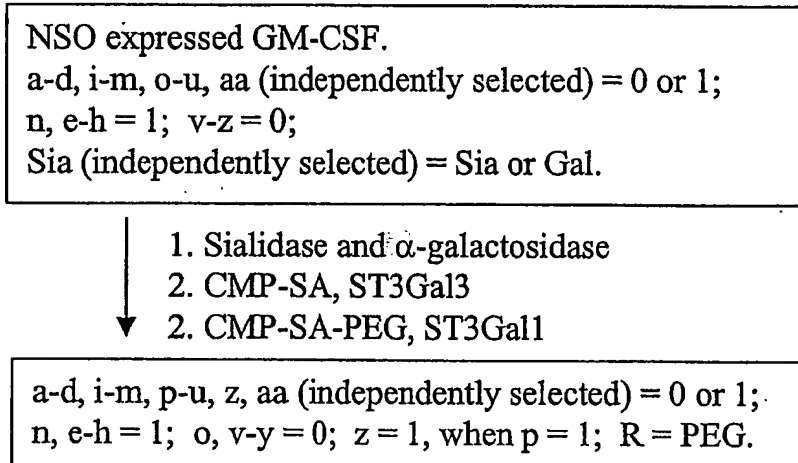 NSO expressed GM-CSF.
a-d, i-m, o-u, aa (independently selected) = 0 or 1;
n, e-h = 1; v-z = 0;
Sia (independently selected) = Sia or Gal.
1. Sialidase and α-galactosidase
2. CMP-SA, ST3Gal3
2. CMP-SA-PEG, ST3Gal1
a-d, i-m, p-u, z, aa (independently selected) = 0 or 1;
n, e-h = 1; o, v-y = 0; z = 1, when p = 1; R = PEG.